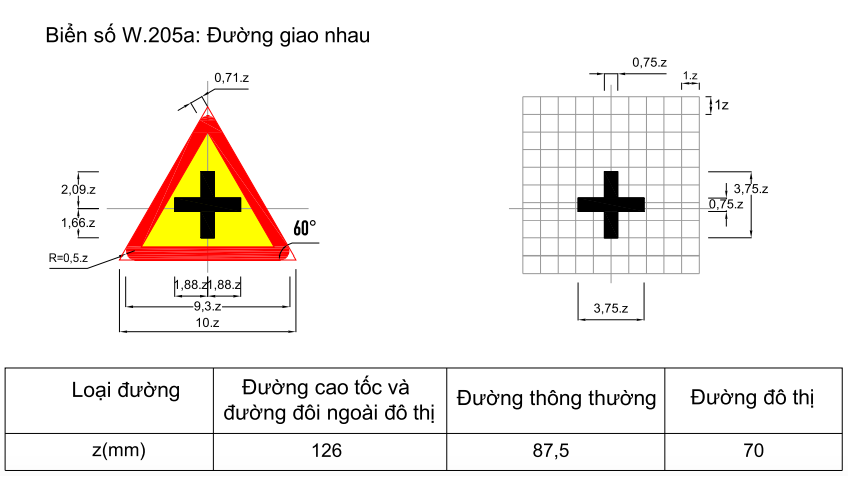 Biển số W.205a: Đường giao nhau
0,71.z
2,09.z
1,66.z
60°
R=0,5.z
1,88.z 1,88.z
9,3.z
10.z
0,75.z
1.z
1z
3,75.z
0,75.z
3,75.z
Loại đường
Đường cao tốc và
đường đôi ngoài đô thị
Đường thông thường
Đường đô thị
z(mm)
126
87,5
70